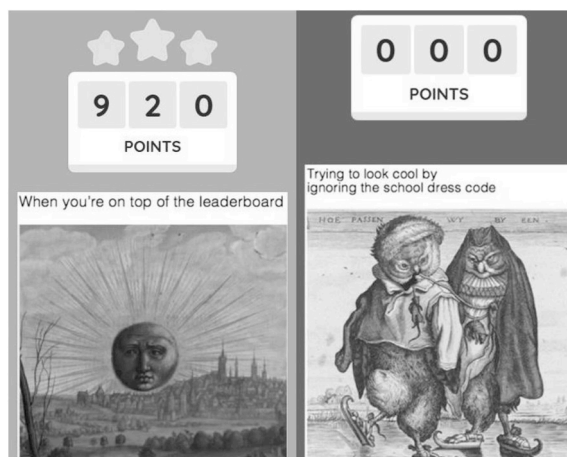 9 2 0
POINTS
When you're on top of the leaderboard
0 0 0
POINTS
Trying to look cool by
ignoring the school dress code
HOE PASSEN WY BY EEN